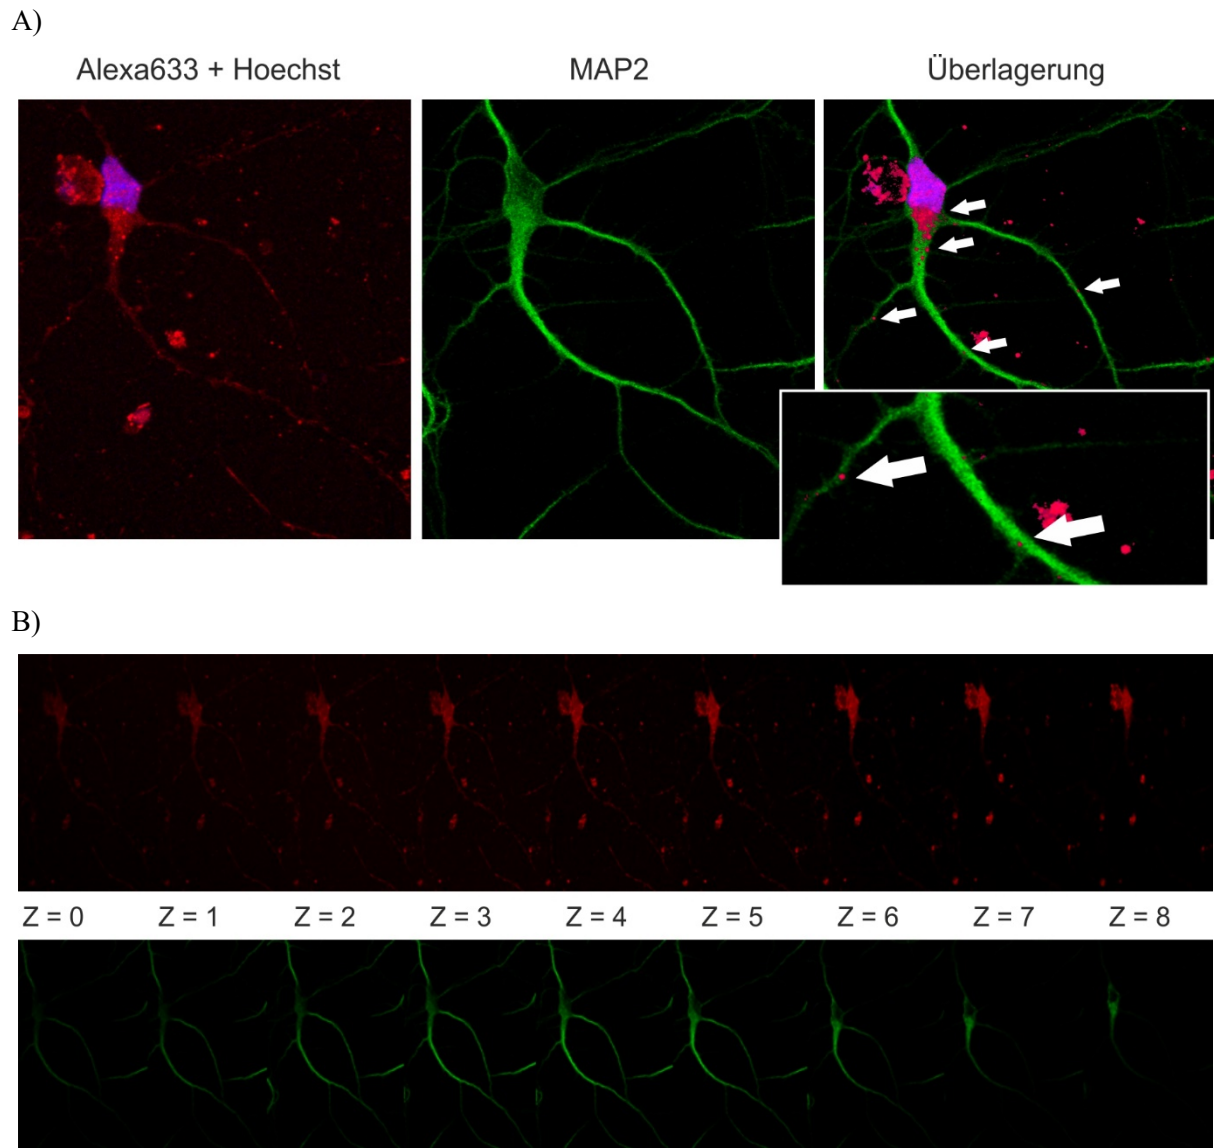 A)
Alexa633 + Hoechst MAP2 Überlagerung
B)
Z = 0 Z = 1 Z = 2 Z = 3 Z = 4 Z = 5 Z = 6 Z = 7 Z = 8